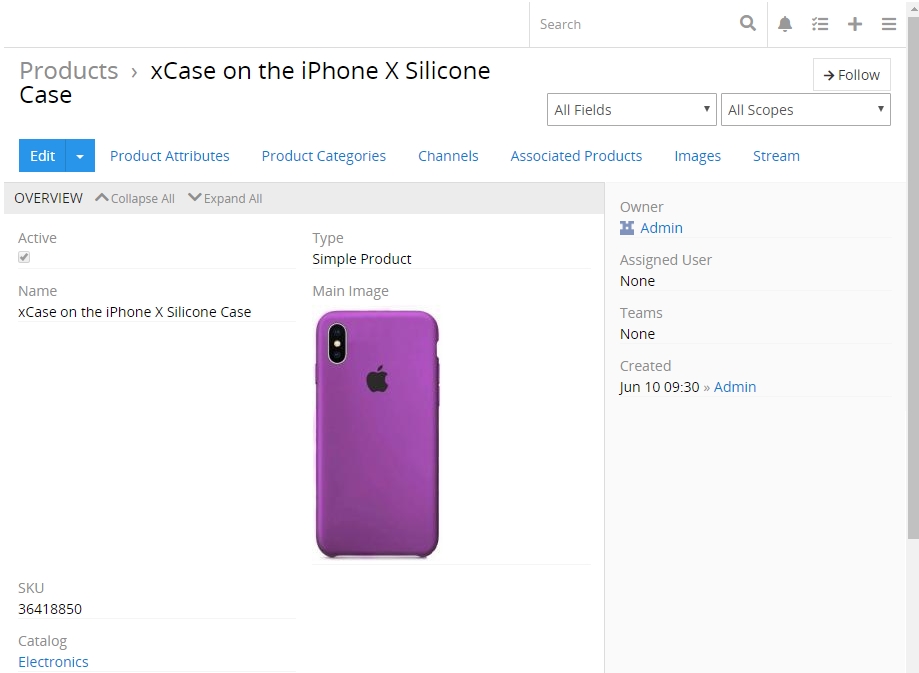 Search
Products › xCase on the iPhone X Silicone
Case
Follow
All Fields
All Scopes
Edit
Product Attributes
Product Categories
Channels
Associated Products
Images
Stream
OVERVIEW
Collapse All
Expand All
Active
Type
Simple Product
Name
xCase on the iPhone X Silicone Case
Main Image
SKU
36418850
Catalog
Electronics
Owner
Admin
Assigned User
None
Teams
None
Created
Jun 10 09:30 » Admin